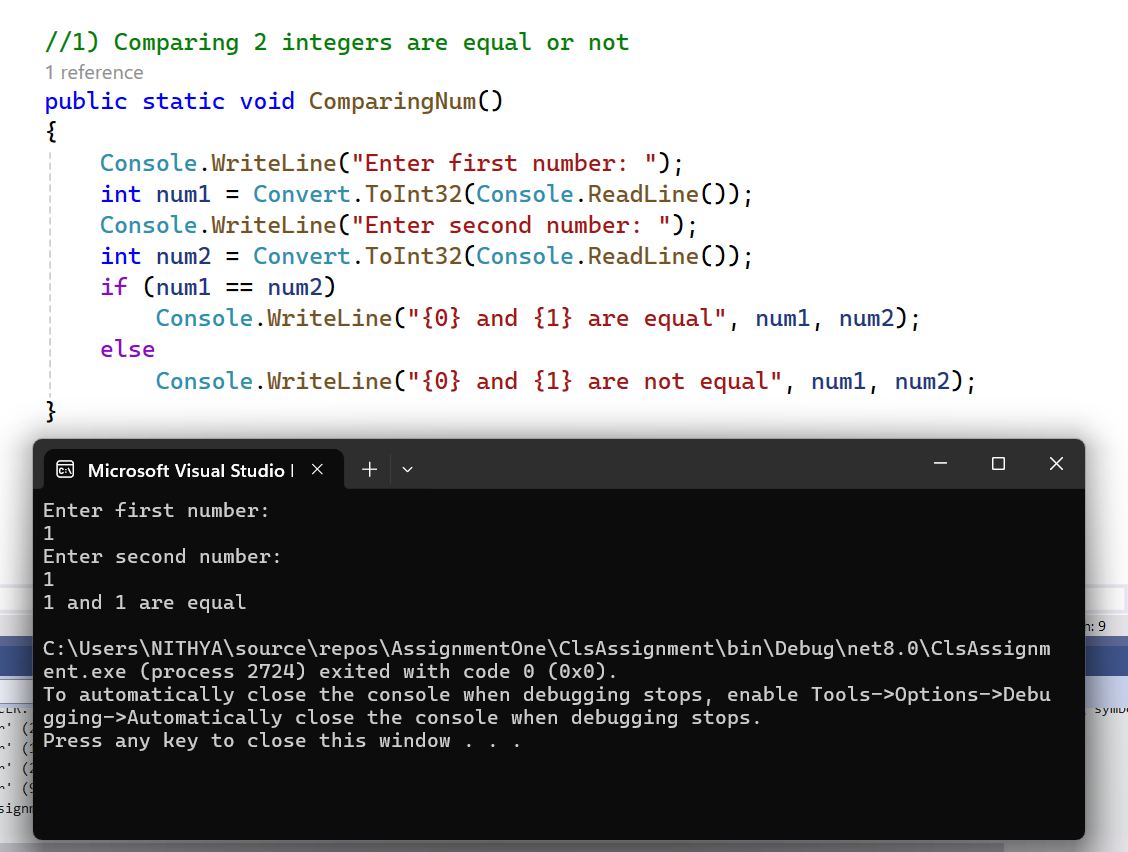 //1) Comparing 2 integers are equal or not
1 reference
public static void ComparingNum()
{
    Console.WriteLine("Enter first number: ");
    int num1 = Convert.ToInt32(Console.ReadLine());
    Console.WriteLine("Enter second number: ");
    int num2 = Convert.ToInt32(Console.ReadLine());
    if (num1 == num2)
        Console.WriteLine("{0} and {1} are equal", num1, num2);
    else
        Console.WriteLine("{0} and {1} are not equal", num1, num2);
}
Microsoft Visual Studio
Enter first number:
1
Enter second number:
1
1 and 1 are equal
C:\Users\NITHYA\source\repos\AssignmentOne\ClsAssignment\bin\Debug\net8.0\ClsAssignm
ent.exe (process 2724) exited with code 0 (0x0).
To automatically close the console when debugging stops, enable Tools->Options->Debu
gging->Automatically close the console when debugging stops.
Press any key to close this window . . .